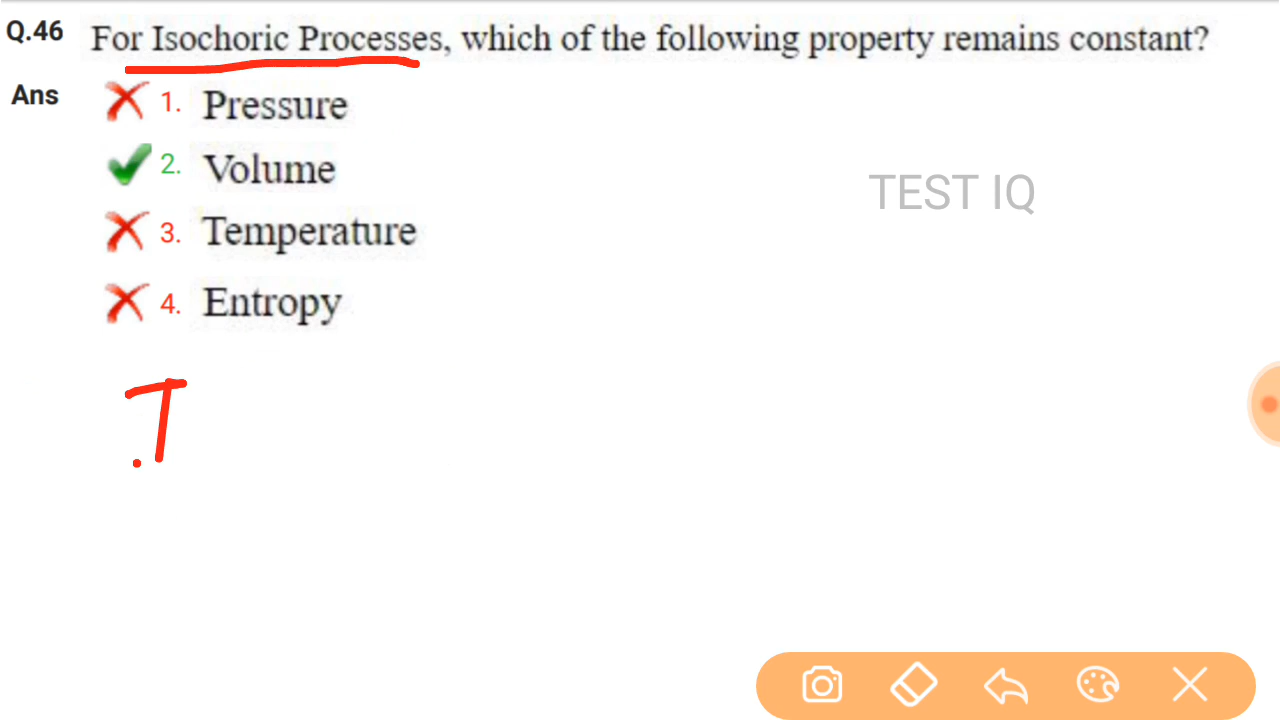 Q.46 For Isochoric Processes, which of the following property remains constant?
Ans
1. Pressure
2. Volume
TEST IQ
3. Temperature
4. Entropy
.T